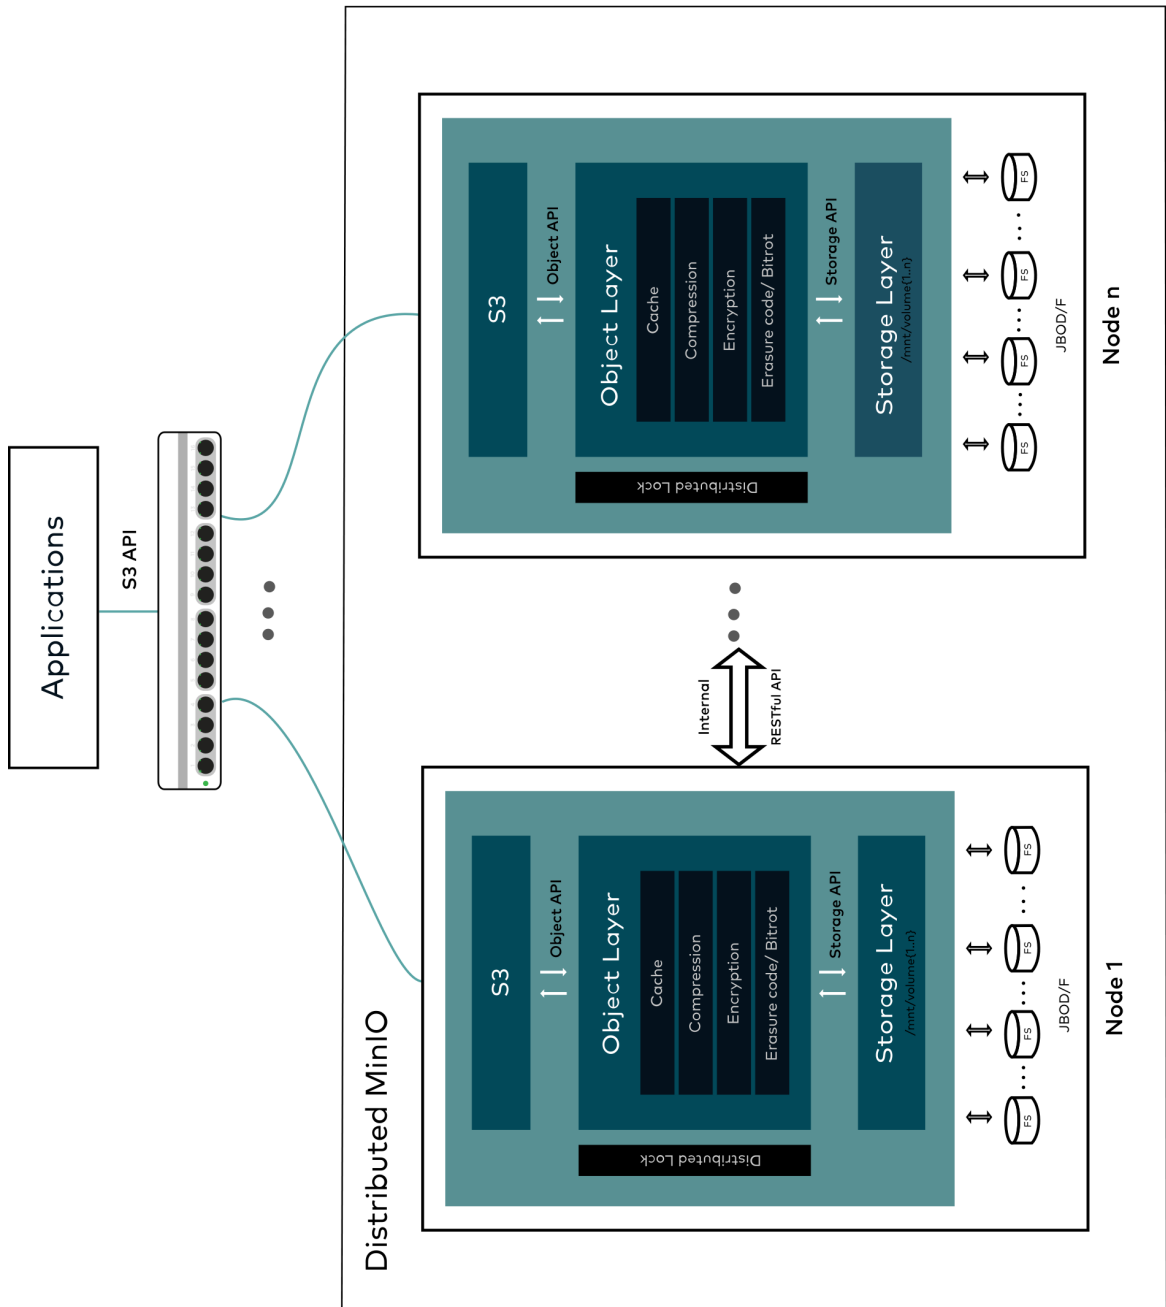 Applications
S3 API
Distributed MinIO
S3
Object API
Object Layer
Cache
Compression
Encryption
Erasure code/ Bitrot
Distributed Lock
Storage API
Storage Layer
/mnt/volume{1..n}
FS
FS
FS
FS
JBOD/F
Node 1
Internal
RESTful API
S3
Object API
Object Layer
Cache
Compression
Encryption
Erasure code/ Bitrot
Distributed Lock
Storage API
Storage Layer
/mnt/volume{1..n}
FS
FS
FS
FS
JBOD/F
Node n